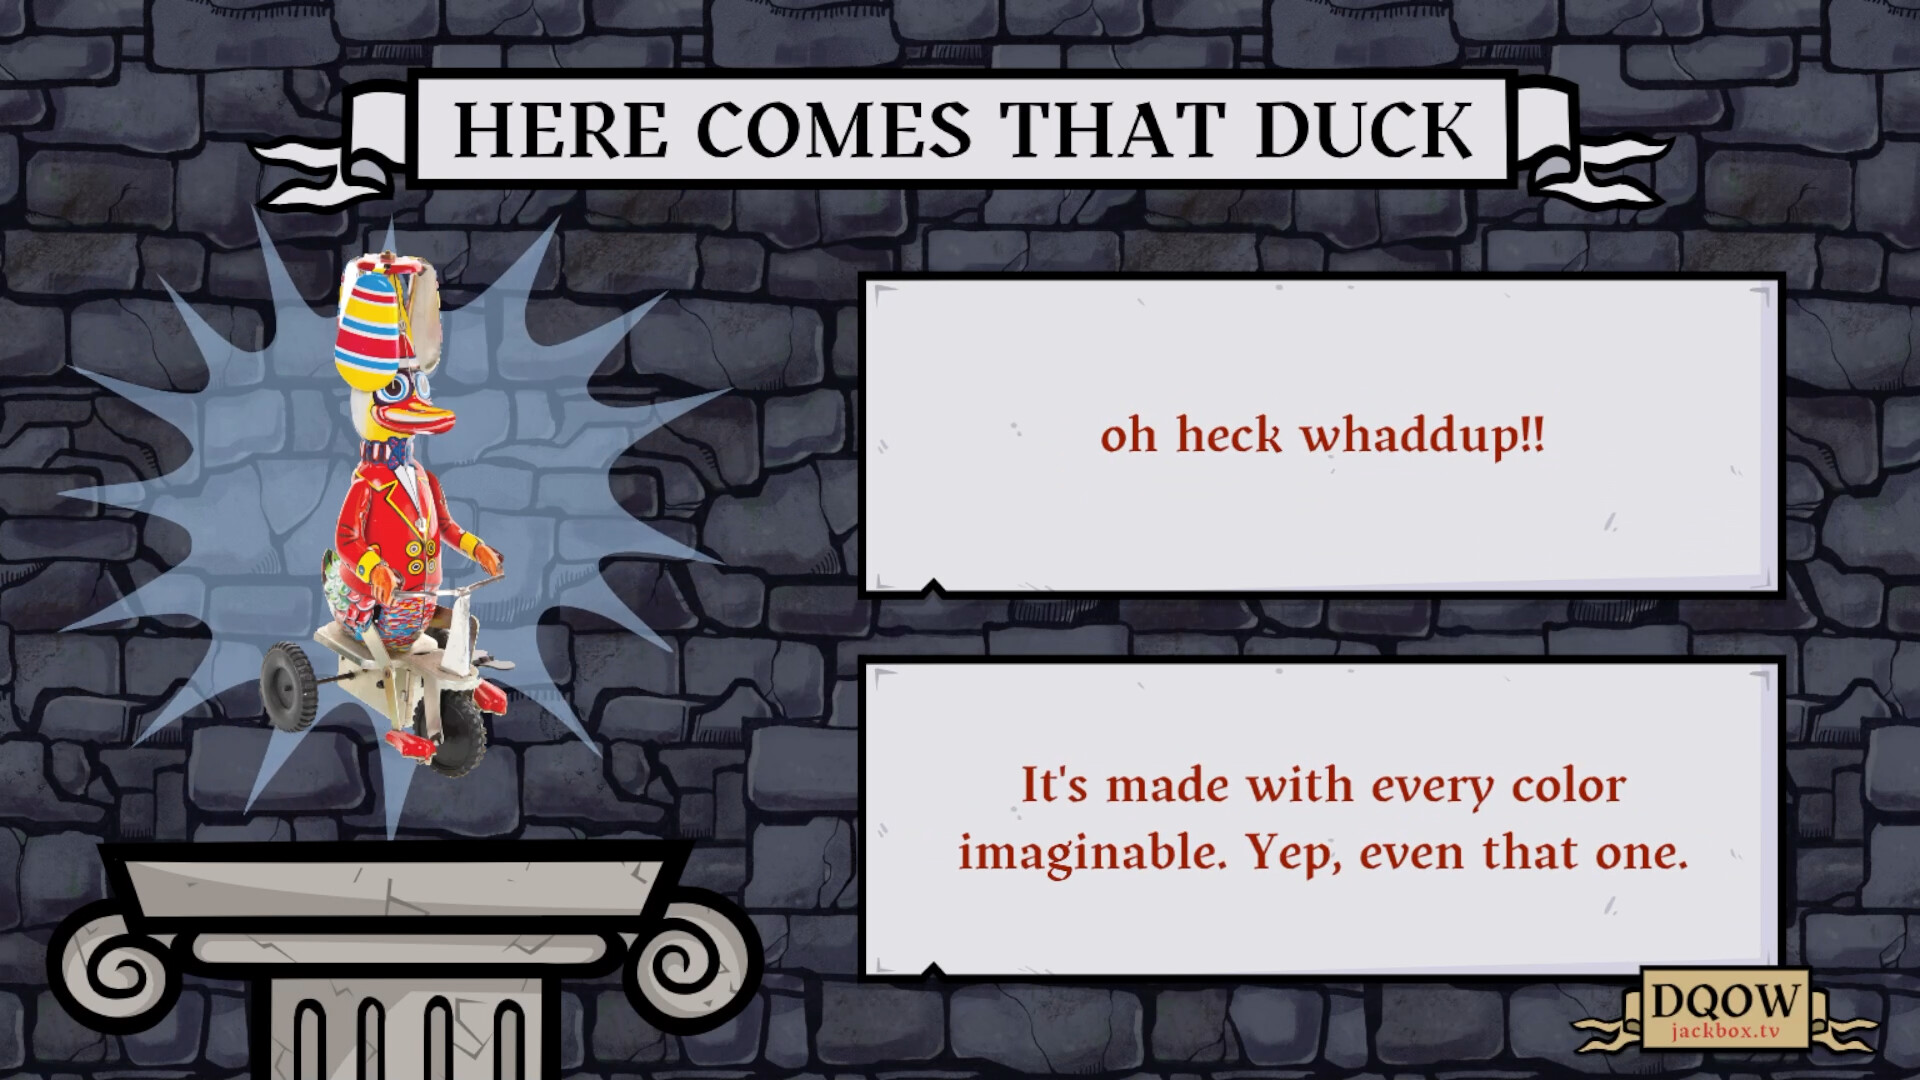 HERE COMES THAT DUCK
oh heck whaddup!!
It's made with every color
imaginable. Yep, even that one.
DQOW
jackbox.tv